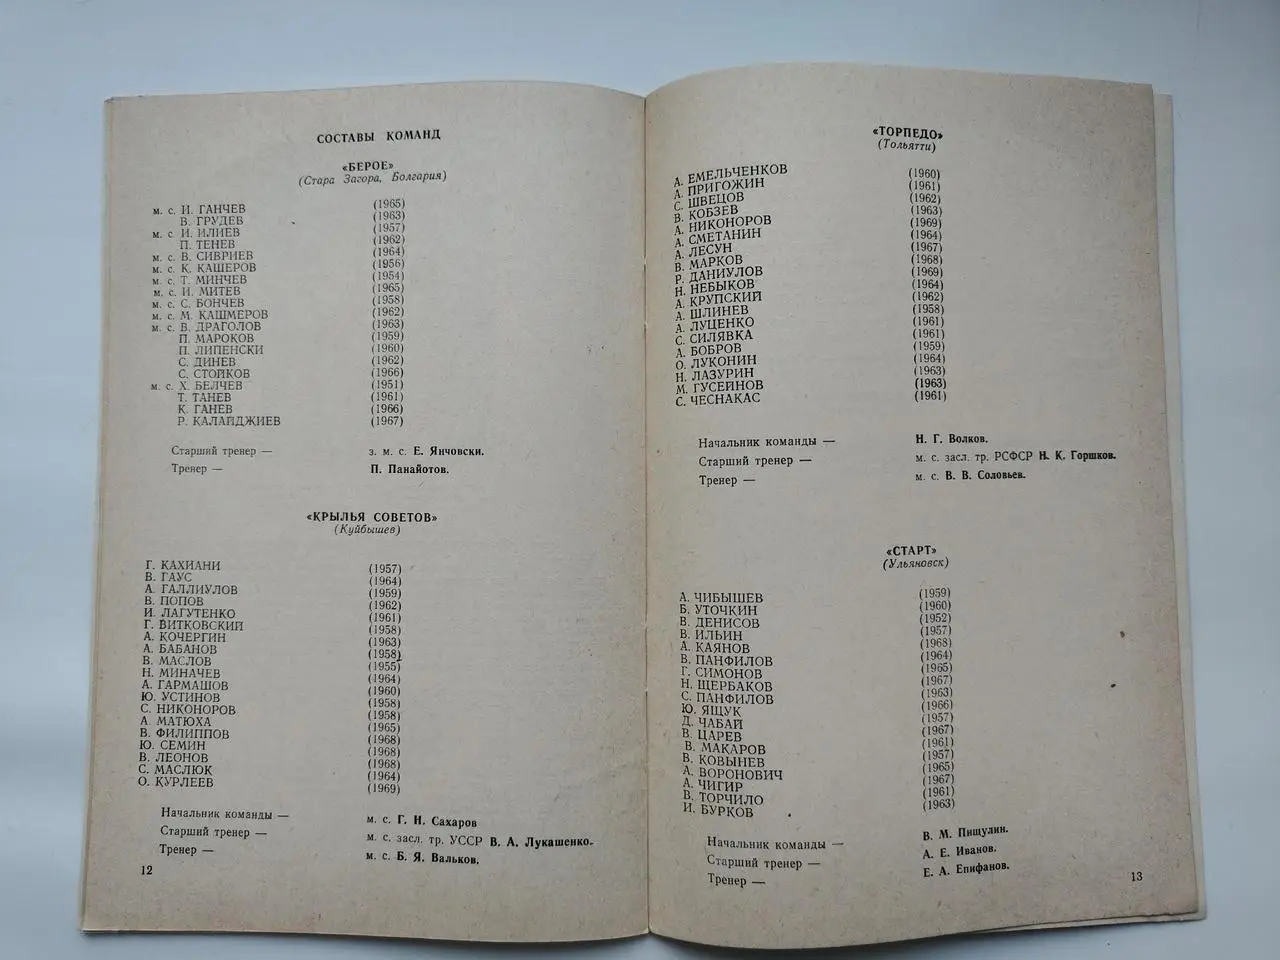 СОСТАВЫ КОМАНД
«БЕРОЕ»
(Стара Загора, Болгария)
м. с. И. ГАНЧЕВ (1965)
В. ГРУДЕВ (1963)
м. с. И. ИЛИЕВ (1957)
П. ТЕНЕВ (1962)
м. с. В. СИВРИЕВ (1964)
м. с. К. КАШЕРОВ (1956)
м. с. Т. МИНЧЕВ (1954)
м. с. И. МИТЕВ (1965)
м. с. С. БОНЧЕВ (1958)
м. с. М. КАШМЕРОВ (1962)
м. с. В. ДРАГОЛОВ (1963)
П. МАРОКОВ (1959)
П. ЛИПЕНСКИ (1960)
С. ДИНЕВ (1962)
С. СТОЙКОВ (1966)
м. с. Х. БЕЛЧЕВ (1951)
Т. ТАНЕВ (1961)
К. ГАНЕВ (1966)
Р. КАЛАЙДЖИЕВ (1967)
Старший тренер — з. м. с. Е. Янчовски.
Тренер — П. Панайотов.
«КРЫЛЬЯ СОВЕТОВ»
(Куйбышев)
Г. КАХИАНИ (1957)
В. ГАУС (1964)
А. ГАЛЛИУЛОВ (1959)
В. ПОПОВ (1962)
И. ЛАГУТЕНКО (1961)
Г. ВИТКОВСКИЙ (1958)
А. КОЧЕРГИН (1963)
А. БАБАНОВ (1958)
В. МАСЛОВ (1955)
Н. МИНАЧЕВ (1964)
А. ГАРМАШОВ (1960)
Ю. УСТИНОВ (1958)
С. НИКОНОРОВ (1958)
А. МАТЮХА (1965)
В. ФИЛИППОВ (1968)
Ю. СЕМИН (1968)
В. ЛЕОНОВ (1968)
С. МАСЛЮК (1964)
О. КУРЛЕЕВ (1969)
Начальник команды — м. с. Г. Н. Сахаров
Старший тренер — м. с. засл. тр. УССР В. А. Лукашенко.
Тренер — м. с. Б. Я. Вальков.
12
«ТОРПЕДО»
(Тольятти)
А. ЕМЕЛЬЧЕНКОВ (1960)
А. ПРИГОЖИН (1961)
С. ШВЕЦОВ (1962)
В. КОБЗЕВ (1963)
А. НИКОНОРОВ (1969)
А. СМЕТАНИН (1964)
А. ЛЕСУН (1967)
В. МАРКОВ (1968)
Р. ДАНИУЛОВ (1969)
Н. НЕБЫКОВ (1964)
А. КРУПСКИЙ (1962)
А. ШЛИНЕВ (1958)
А. ЛУЦЕНКО (1961)
С. СИЛЯВКА (1961)
А. БОБРОВ (1959)
О. ЛУКОНИН (1964)
Н. ЛАЗУРИН (1963)
М. ГУСЕЙНОВ (1963)
С. ЧЕСНАКАС (1961)
Начальник команды — Н. Г. Волков.
Старший тренер — м. с. засл. тр. РСФСР Н. К. Горшков.
Тренер — м. с. В. В. Соловьев.
«СТАРТ»
(Ульяновск)
А. ЧИБЫШЕВ (1959)
Б. УТОЧКИН (1960)
В. ДЕНИСОВ (1952)
В. ИЛЬИН (1957)
А. КАЯНОВ (1968)
В. ПАНФИЛОВ (1964)
Г. СИМОНОВ (1965)
Н. ЩЕРБАКОВ (1967)
С. ПАНФИЛОВ (1963)
Ю. ЯЩУК (1966)
Д. ЧАБАЙ (1957)
В. ЦАРЕВ (1967)
В. МАКАРОВ (1961)
В. КОВЫНЕВ (1957)
А. ВОРОНОВИЧ (1965)
А. ЧИГИР (1967)
В. ТОРЧИЛО (1961)
И. БУРКОВ (1963)
Начальник команды — В. М. Пищулин.
Старший тренер — А. Е. Иванов.
Тренер — Е. А. Епифанов.
13